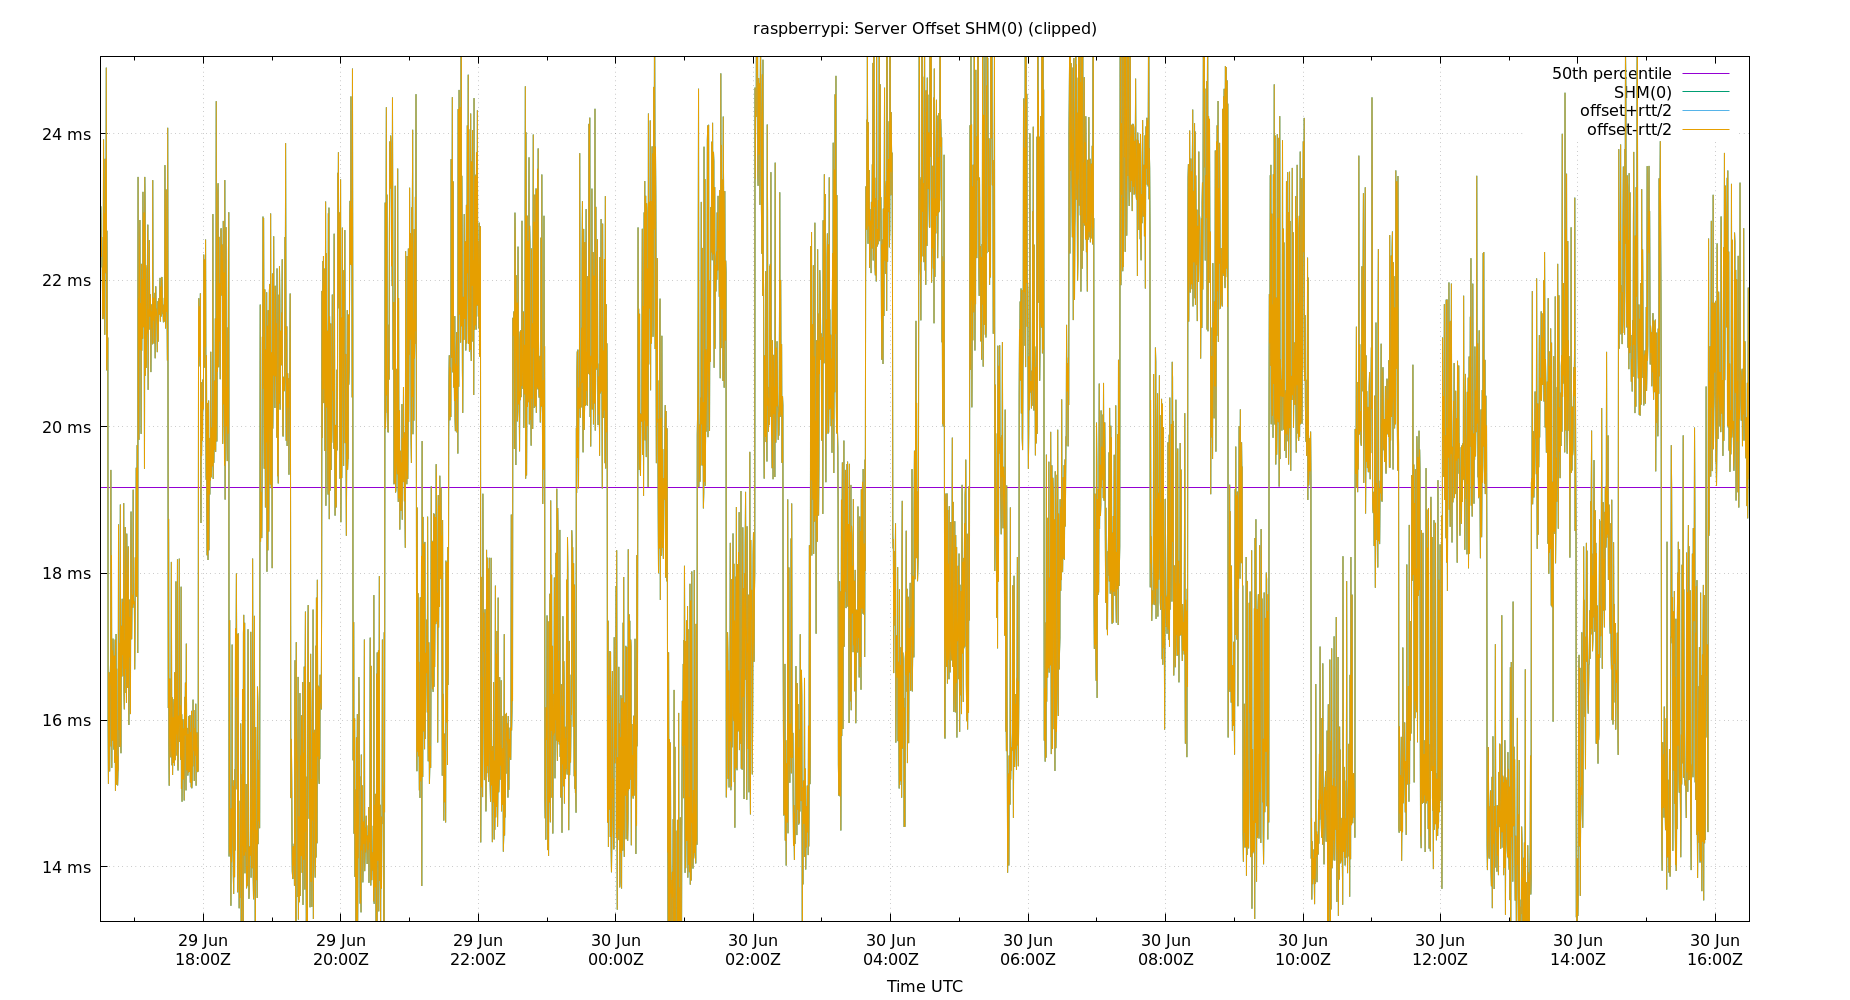 raspberrypi: Server Offset SHM(0) (clipped)
50th percentile
SHM(0)
offset+rtt/2
offset-rtt/2
24 ms
22 ms
20 ms
18 ms
16 ms
14 ms
29 Jun 29 Jun 29 Jun 30 Jun 30 Jun 30 Jun 30 Jun 30 Jun 30 Jun 30 Jun 30 Jun 30 Jun
18:00Z 20:00Z 22:00Z 00:00Z 02:00Z 04:00Z 06:00Z 08:00Z 10:00Z 12:00Z 14:00Z 16:00Z
Time UTC